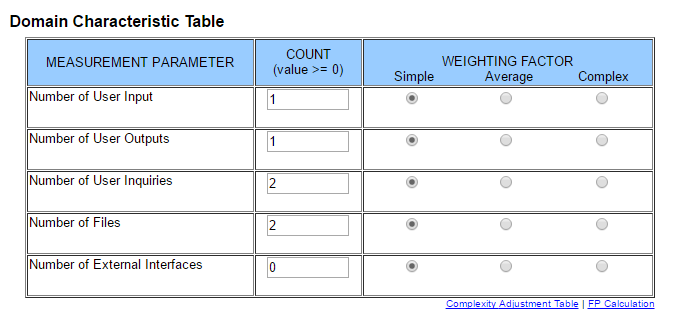 Domain Characteristic Table
MEASUREMENT PARAMETER
COUNT
(value >= 0)
WEIGHTING FACTOR
Simple Average Complex
Number of User Input 1
Number of User Outputs 1
Number of User Inquiries 2
Number of Files 2
Number of External Interfaces 0
Complexity Adjustment Table | FP Calculation